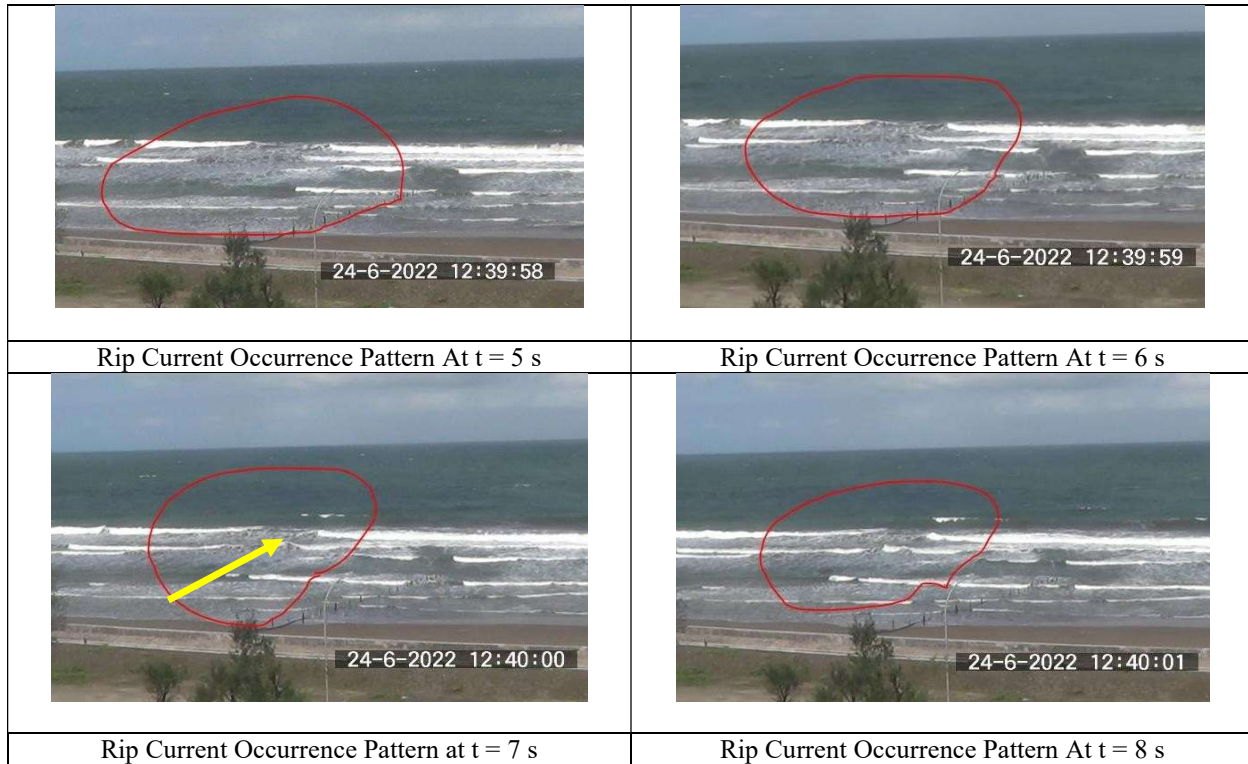 24-6-2022 12:39:58
24-6-2022 12:39:59
Rip Current Occurrence Pattern At t = 5 s
Rip Current Occurrence Pattern At t = 6 s
24-6-2022 12:40:00
24-6-2022 12:40:01
Rip Current Occurrence Pattern at t = 7 s
Rip Current Occurrence Pattern At t = 8 s